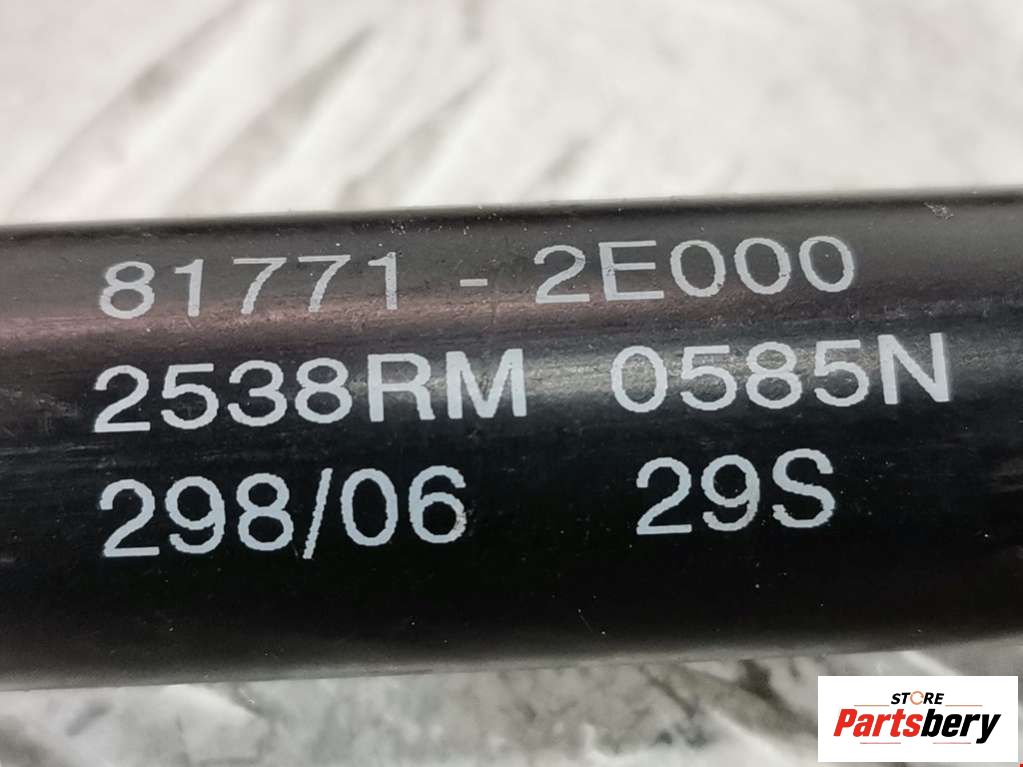 81771 - 2E000
2538RM 0585N
298/06 29S
STORE
Partsbery